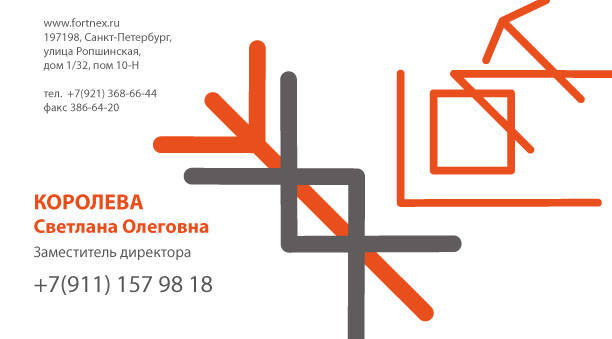 www.fortnex.ru
197198, Санкт-Петербург,
улица Ропшинская,
дом 1/32, пом 10-Н
тел. +7(921) 368-66-44
факс 386-64-20
КОРОЛЕВА
Светлана Олеговна
Заместитель директора
+7(911) 157 98 18